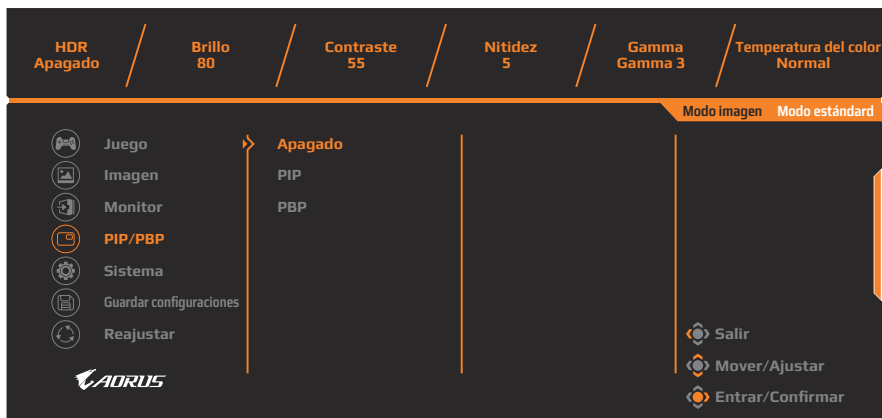 HDR
Apagado
Brillo
80
Contraste
55
Nitidez
5
Gamma
Gamma 3
Temperatura del color
Normal
Modo imagen Modo estándard
Juego
Imagen
Monitor
PIP/PBP
Sistema
Guardar configuraciones
Reajustar
Apagado
PIP
PBP
Salir
Mover/Ajustar
Entrar/Confirmar
AORUS